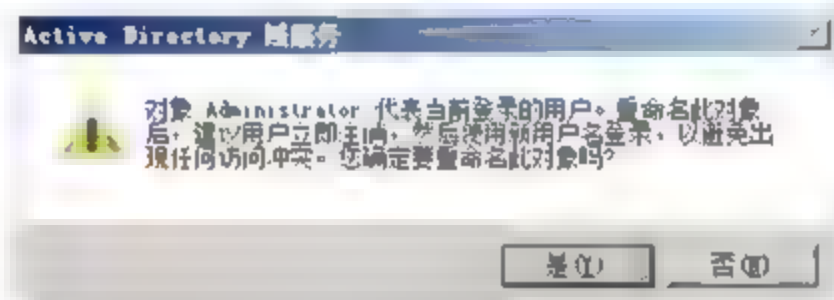 Active Directory 域服务
对象 Administrator 代表当前登录的用户。重命名此对象
后，建议用户立即注销，然后使用新用户名登录，以避免出
现任何访问冲突。您确定要重命名此对象吗?
是(Y)
否(N)